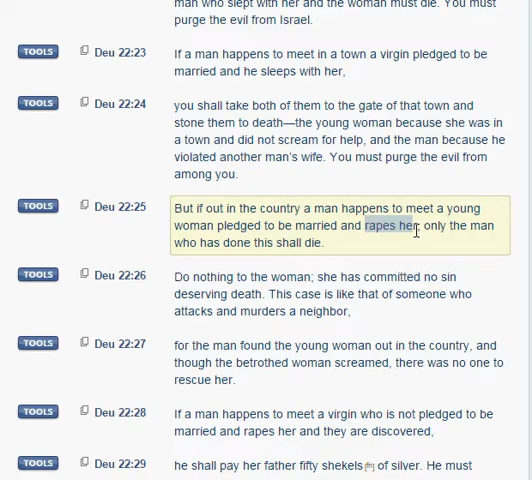 man who slept with her and the woman must die. You must
purge the evil from Israel.
TOOLS Deu 22:23 If a man happens to meet in a town a virgin pledged to be
married and he sleeps with her,
TOOLS Deu 22:24 you shall take both of them to the gate of that town and
stone them to death—the young woman because she was in
a town and did not scream for help, and the man because he
violated another man's wife. You must purge the evil from
among you.
TOOLS Deu 22:25 But if out in the country a man happens to meet a young
woman pledged to be married and rapes her, only the man
who has done this shall die.
TOOLS Deu 22:26 Do nothing to the woman; she has committed no sin
deserving death. This case is like that of someone who
attacks and murders a neighbor,
TOOLS Deu 22:27 for the man found the young woman out in the country, and
though the betrothed woman screamed, there was no one to
rescue her.
TOOLS Deu 22:28 If a man happens to meet a virgin who is not pledged to be
married and rapes her and they are discovered,
TOOLS Deu 22:29 he shall pay her father fifty shekels of silver. He must